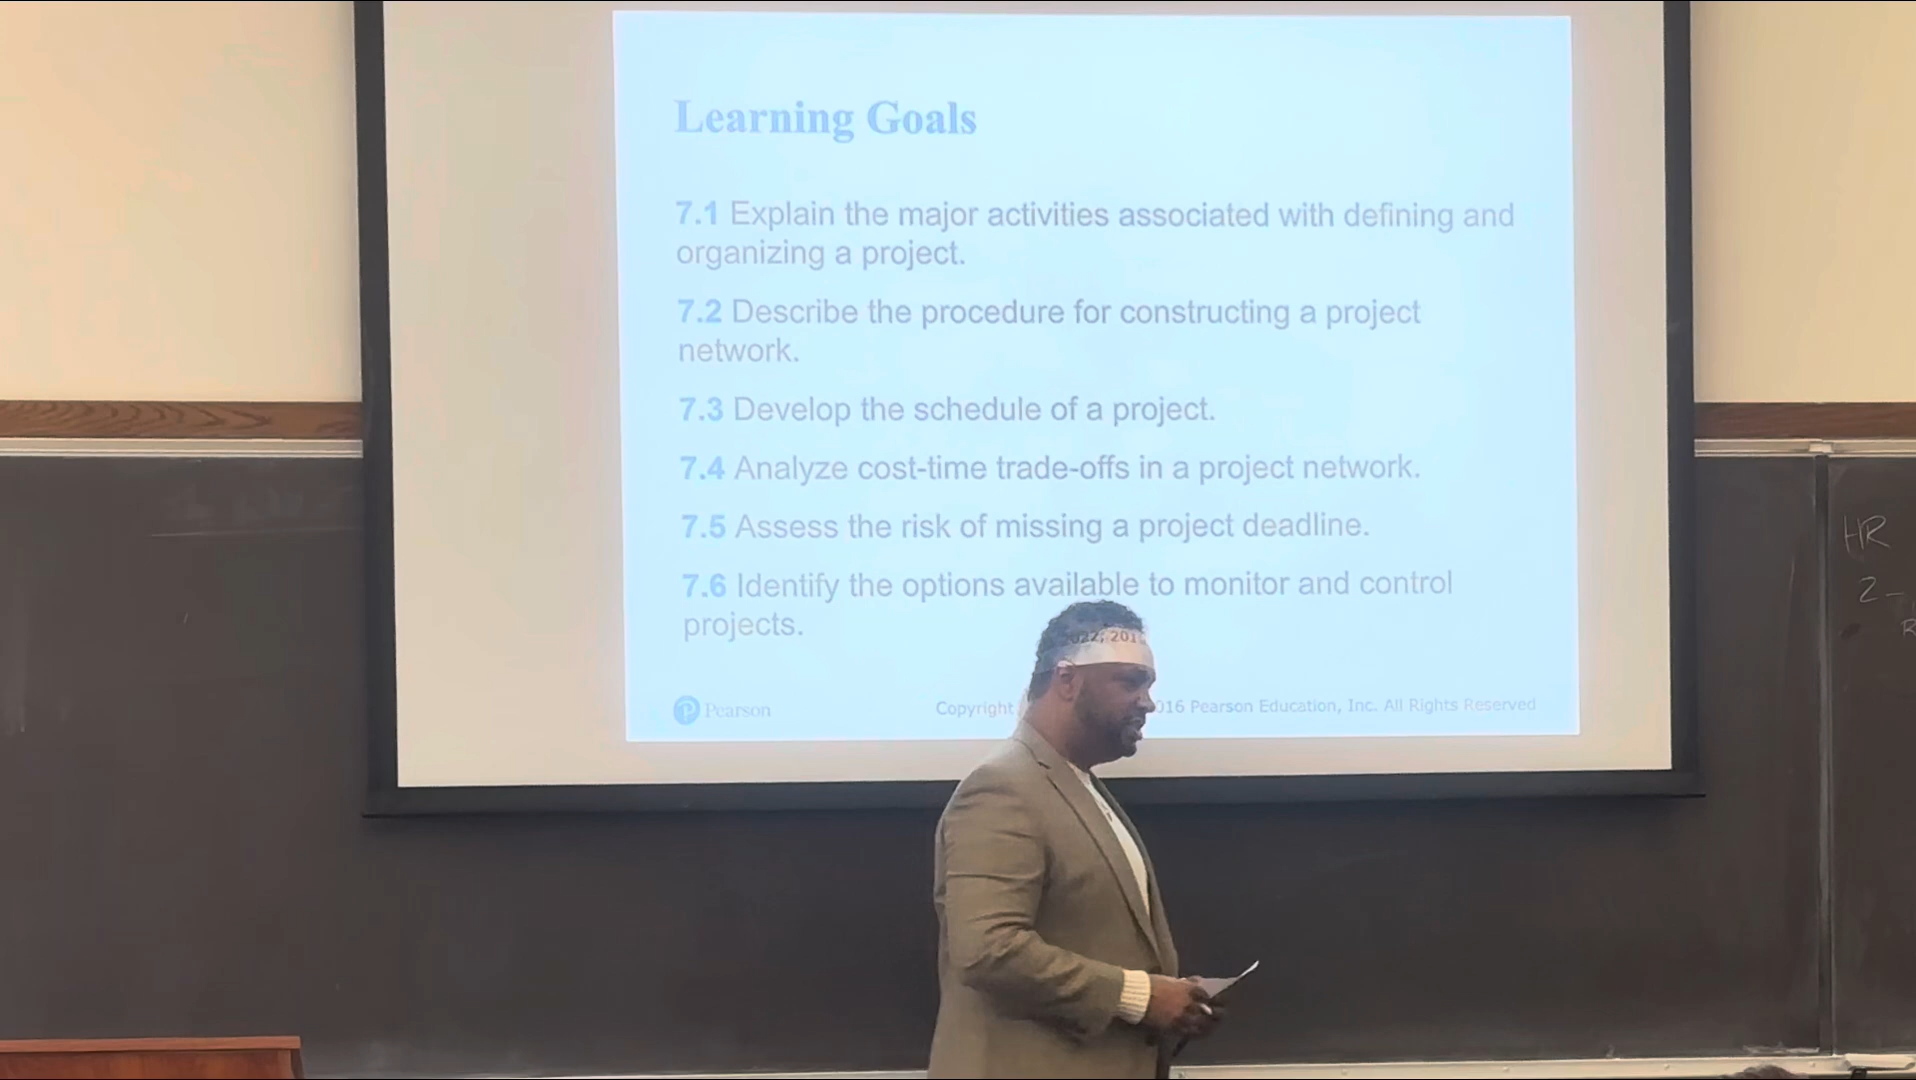 Learning Goals
7.1 Explain the major activities associated with defining and
organizing a project.
7.2 Describe the procedure for constructing a project
network.
7.3 Develop the schedule of a project.
7.4 Analyze cost-time trade-offs in a project network.
7.5 Assess the risk of missing a project deadline.
7.6 Identify the options available to monitor and control
projects.
Pearson
Copyright 2022, 201 016 Pearson Education, Inc. All Rights Reserved
HR
2-
R